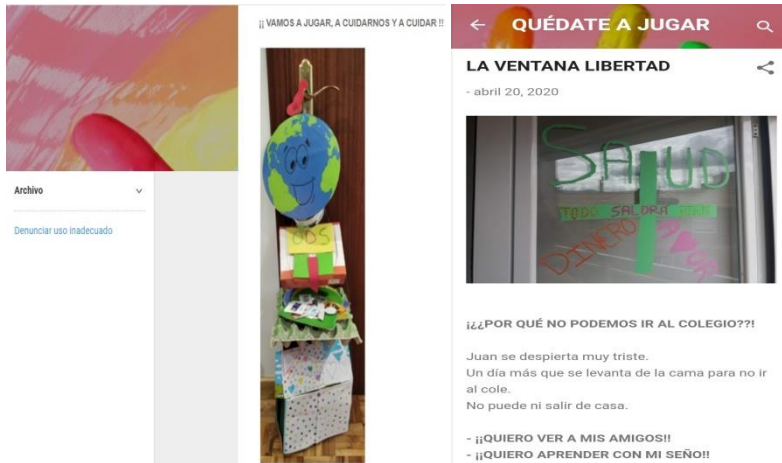 ¡¡ VAMOS A JUGAR, A CUIDARNOS Y A CUIDAR !!
Archivo
Denunciar uso inadecuado
ODS
QUÉDATE A JUGAR
LA VENTANA LIBERTAD
- abril 20, 2020
SALUD
TODO SALDRA BIEN
DINERO
AMOR
¡¿¿POR QUÉ NO PODEMOS IR AL COLEGIO??!
Juan se despierta muy triste.
Un día más que se levanta de la cama para no ir
al cole.
No puede ni salir de casa.
- ¡¡QUIERO VER A MIS AMIGOS!!
- ¡¡QUIERO APRENDER CON MI SEÑO!!